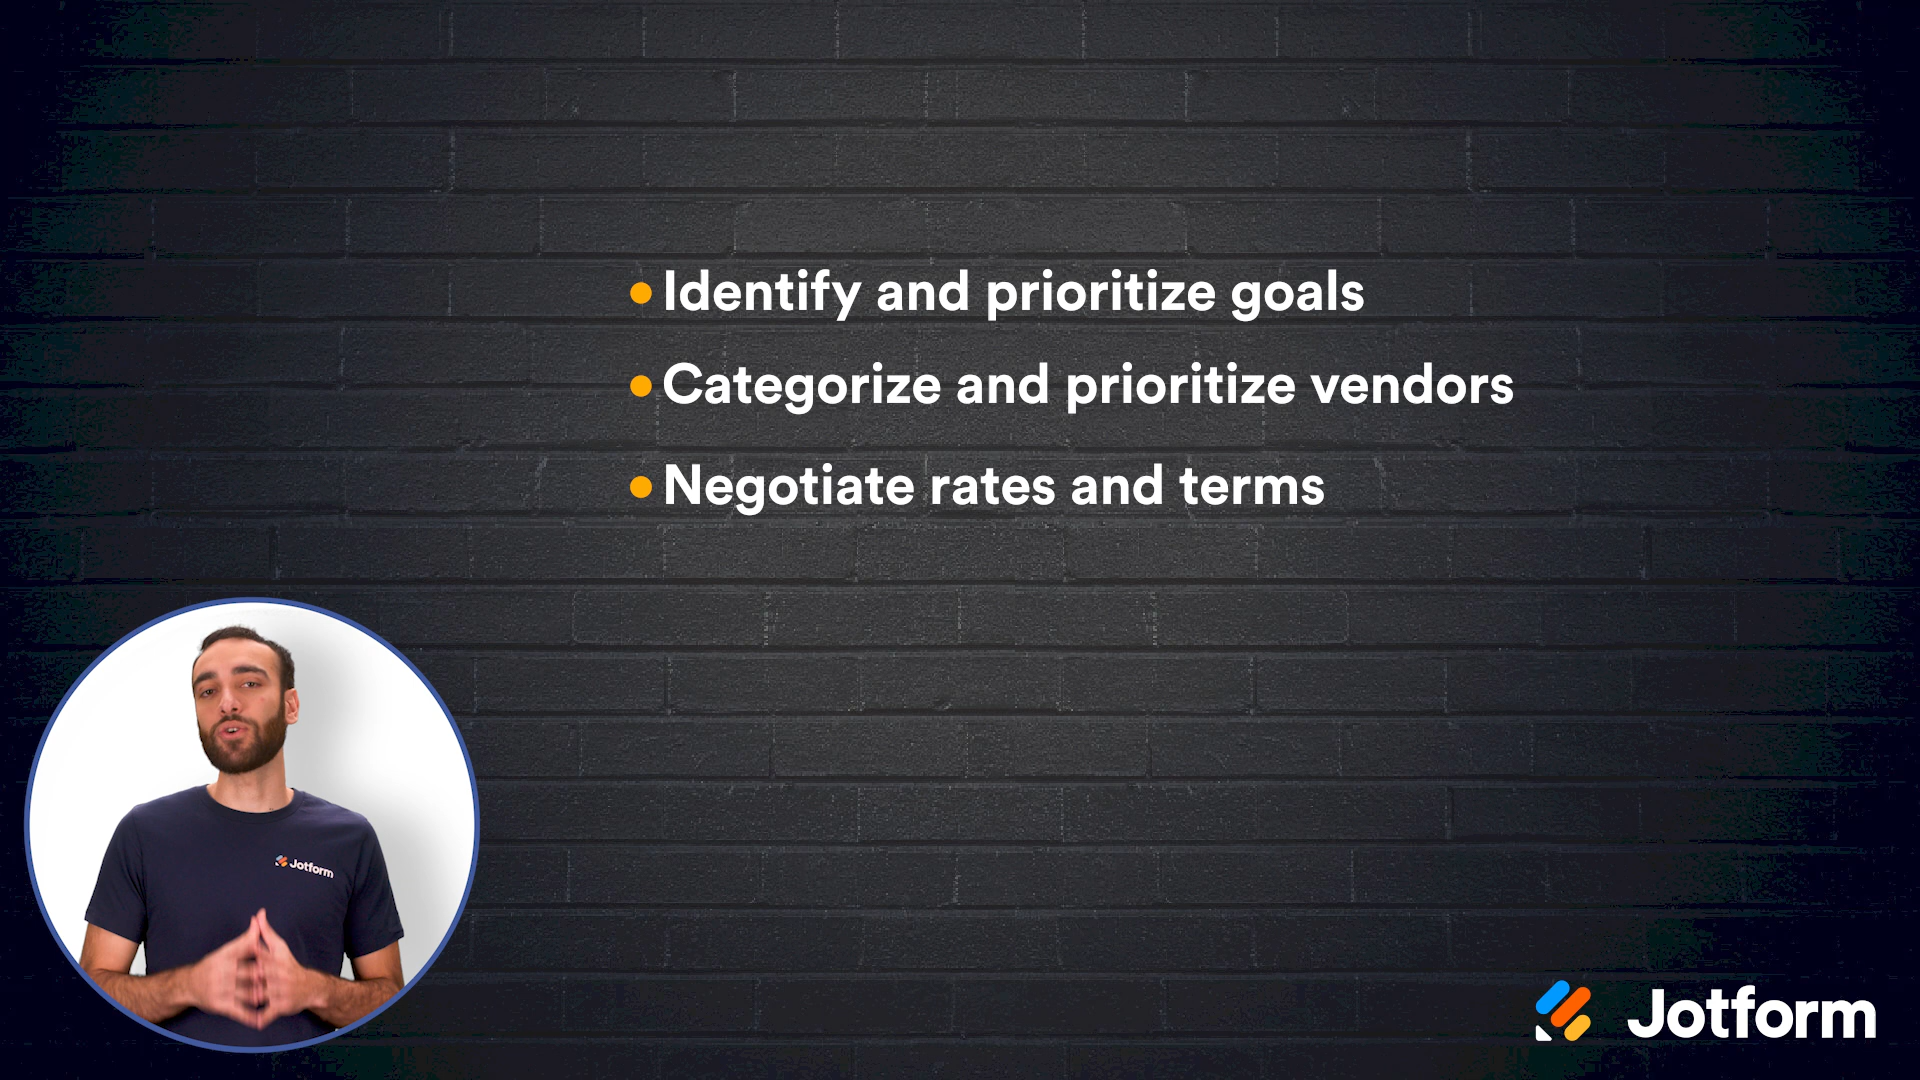 Identify and prioritize goals
Categorize and prioritize vendors
Negotiate rates and terms
Jotform
Jotform